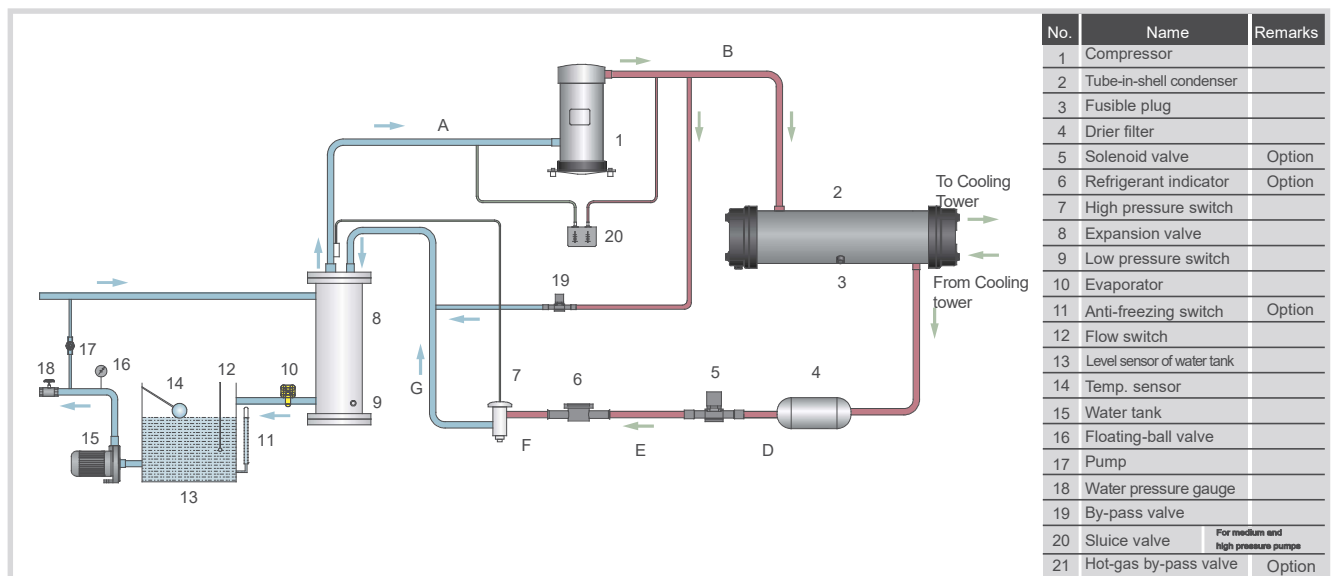 B
A
1
2
To Cooling
Tower
20
3
From Cooling
tower
19
8
17
16
18
12
10
14
G
7
6
5
4
9
15
11
F
E
D
13
No. Name Remarks
1 Compressor
2 Tube-in-shell condenser
3 Fusible plug
4 Drier filter
5 Solenoid valve Option
6 Refrigerant indicator Option
7 High pressure switch
8 Expansion valve
9 Low pressure switch
10 Evaporator
11 Anti-freezing switch Option
12 Flow switch
13 Level sensor of water tank
14 Temp. sensor
15 Water tank
16 Floating-ball valve
17 Pump
18 Water pressure gauge
19 By-pass valve
20 Sluice valve For medium and
high pressure pumps
21 Hot-gas by-pass valve Option